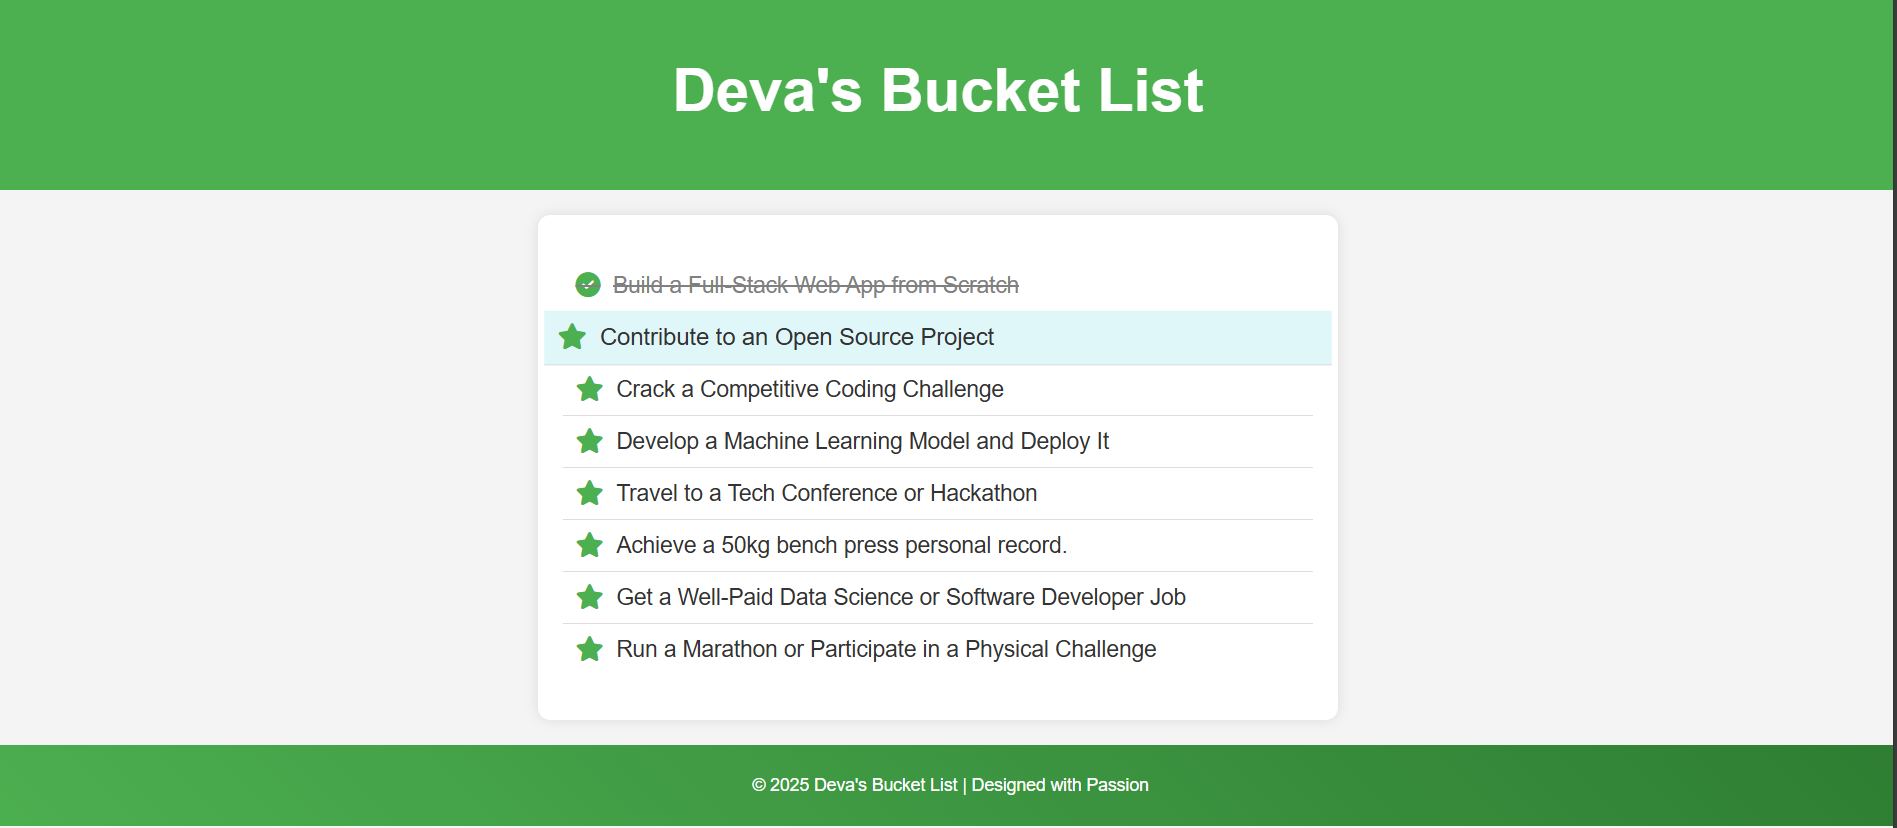 Deva's Bucket List
Build a Full-Stack Web App from Scratch
Contribute to an Open Source Project
Crack a Competitive Coding Challenge
Develop a Machine Learning Model and Deploy It
Travel to a Tech Conference or Hackathon
Achieve a 50kg bench press personal record.
Get a Well-Paid Data Science or Software Developer Job
Run a Marathon or Participate in a Physical Challenge
© 2025 Deva's Bucket List | Designed with Passion